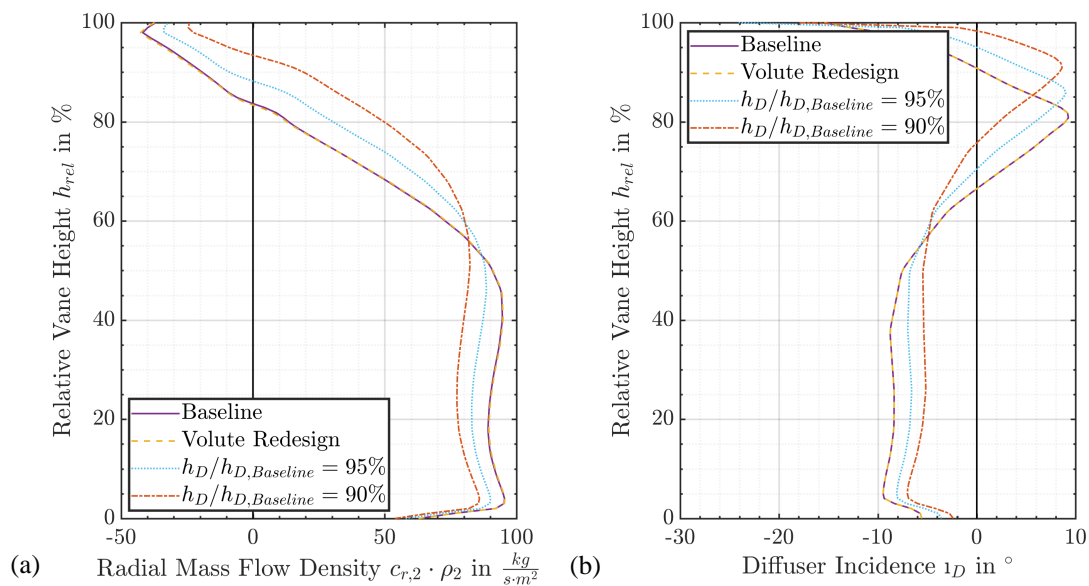 100
80
60
40
20
0
Relative Vane Height h_rel in %
Baseline
Volute Redesign
h_D/h_D,Baseline = 95%
h_D/h_D,Baseline = 90%
-50 0 50 100
(a) Radial Mass Flow Density c_r,2 · ρ_2 in kg/s·m²
100
80
60
40
20
0
Relative Vane Height h_rel in %
Baseline
Volute Redesign
h_D/h_D,Baseline = 95%
h_D/h_D,Baseline = 90%
-30 -20 -10 0 10
(b) Diffuser Incidence ı_D in °